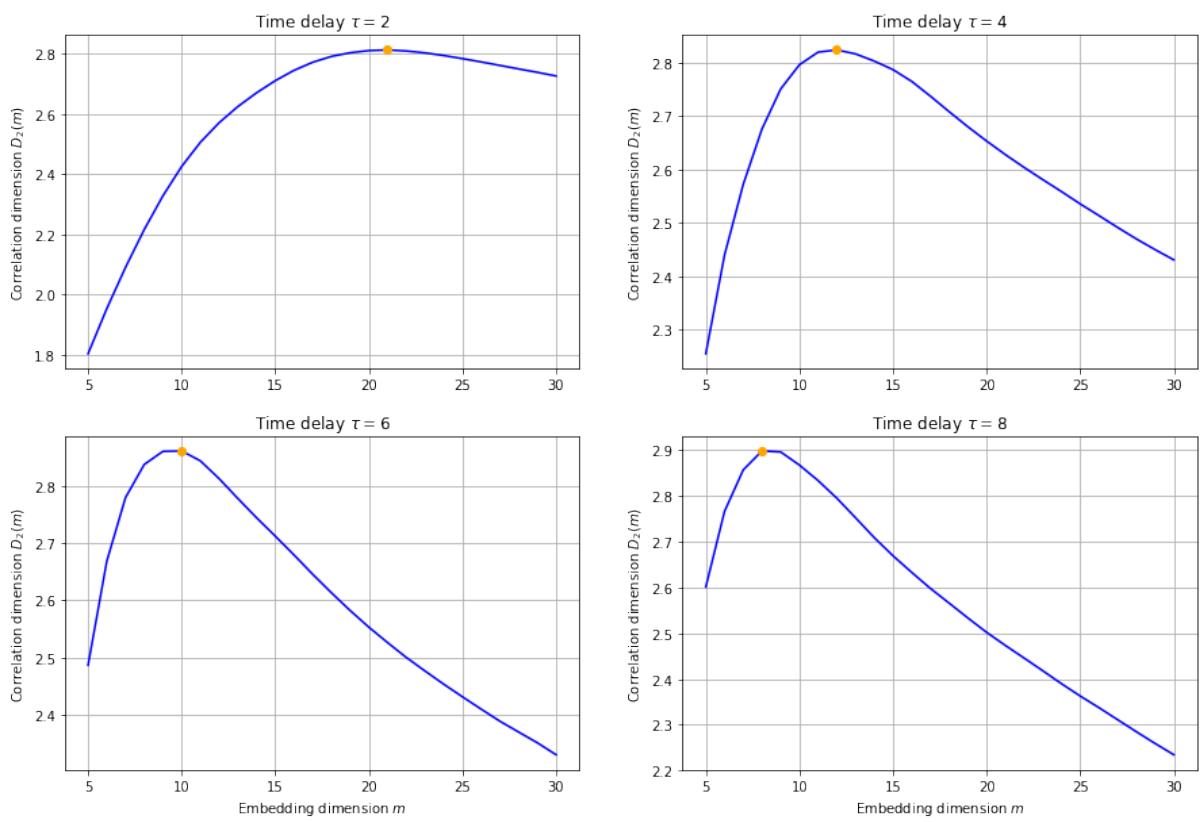 Time delay τ = 2
Correlation dimension D₂(m)
2.8
2.6
2.4
2.2
2.0
1.8
5 10 15 20 25 30
Time delay τ = 4
Correlation dimension D₂(m)
2.8
2.7
2.6
2.5
2.4
2.3
5 10 15 20 25 30
Time delay τ = 6
Correlation dimension D₂(m)
2.8
2.7
2.6
2.5
2.4
5 10 15 20 25 30
Embedding dimension m
Time delay τ = 8
Correlation dimension D₂(m)
2.9
2.8
2.7
2.6
2.5
2.4
2.3
2.2
5 10 15 20 25 30
Embedding dimension m